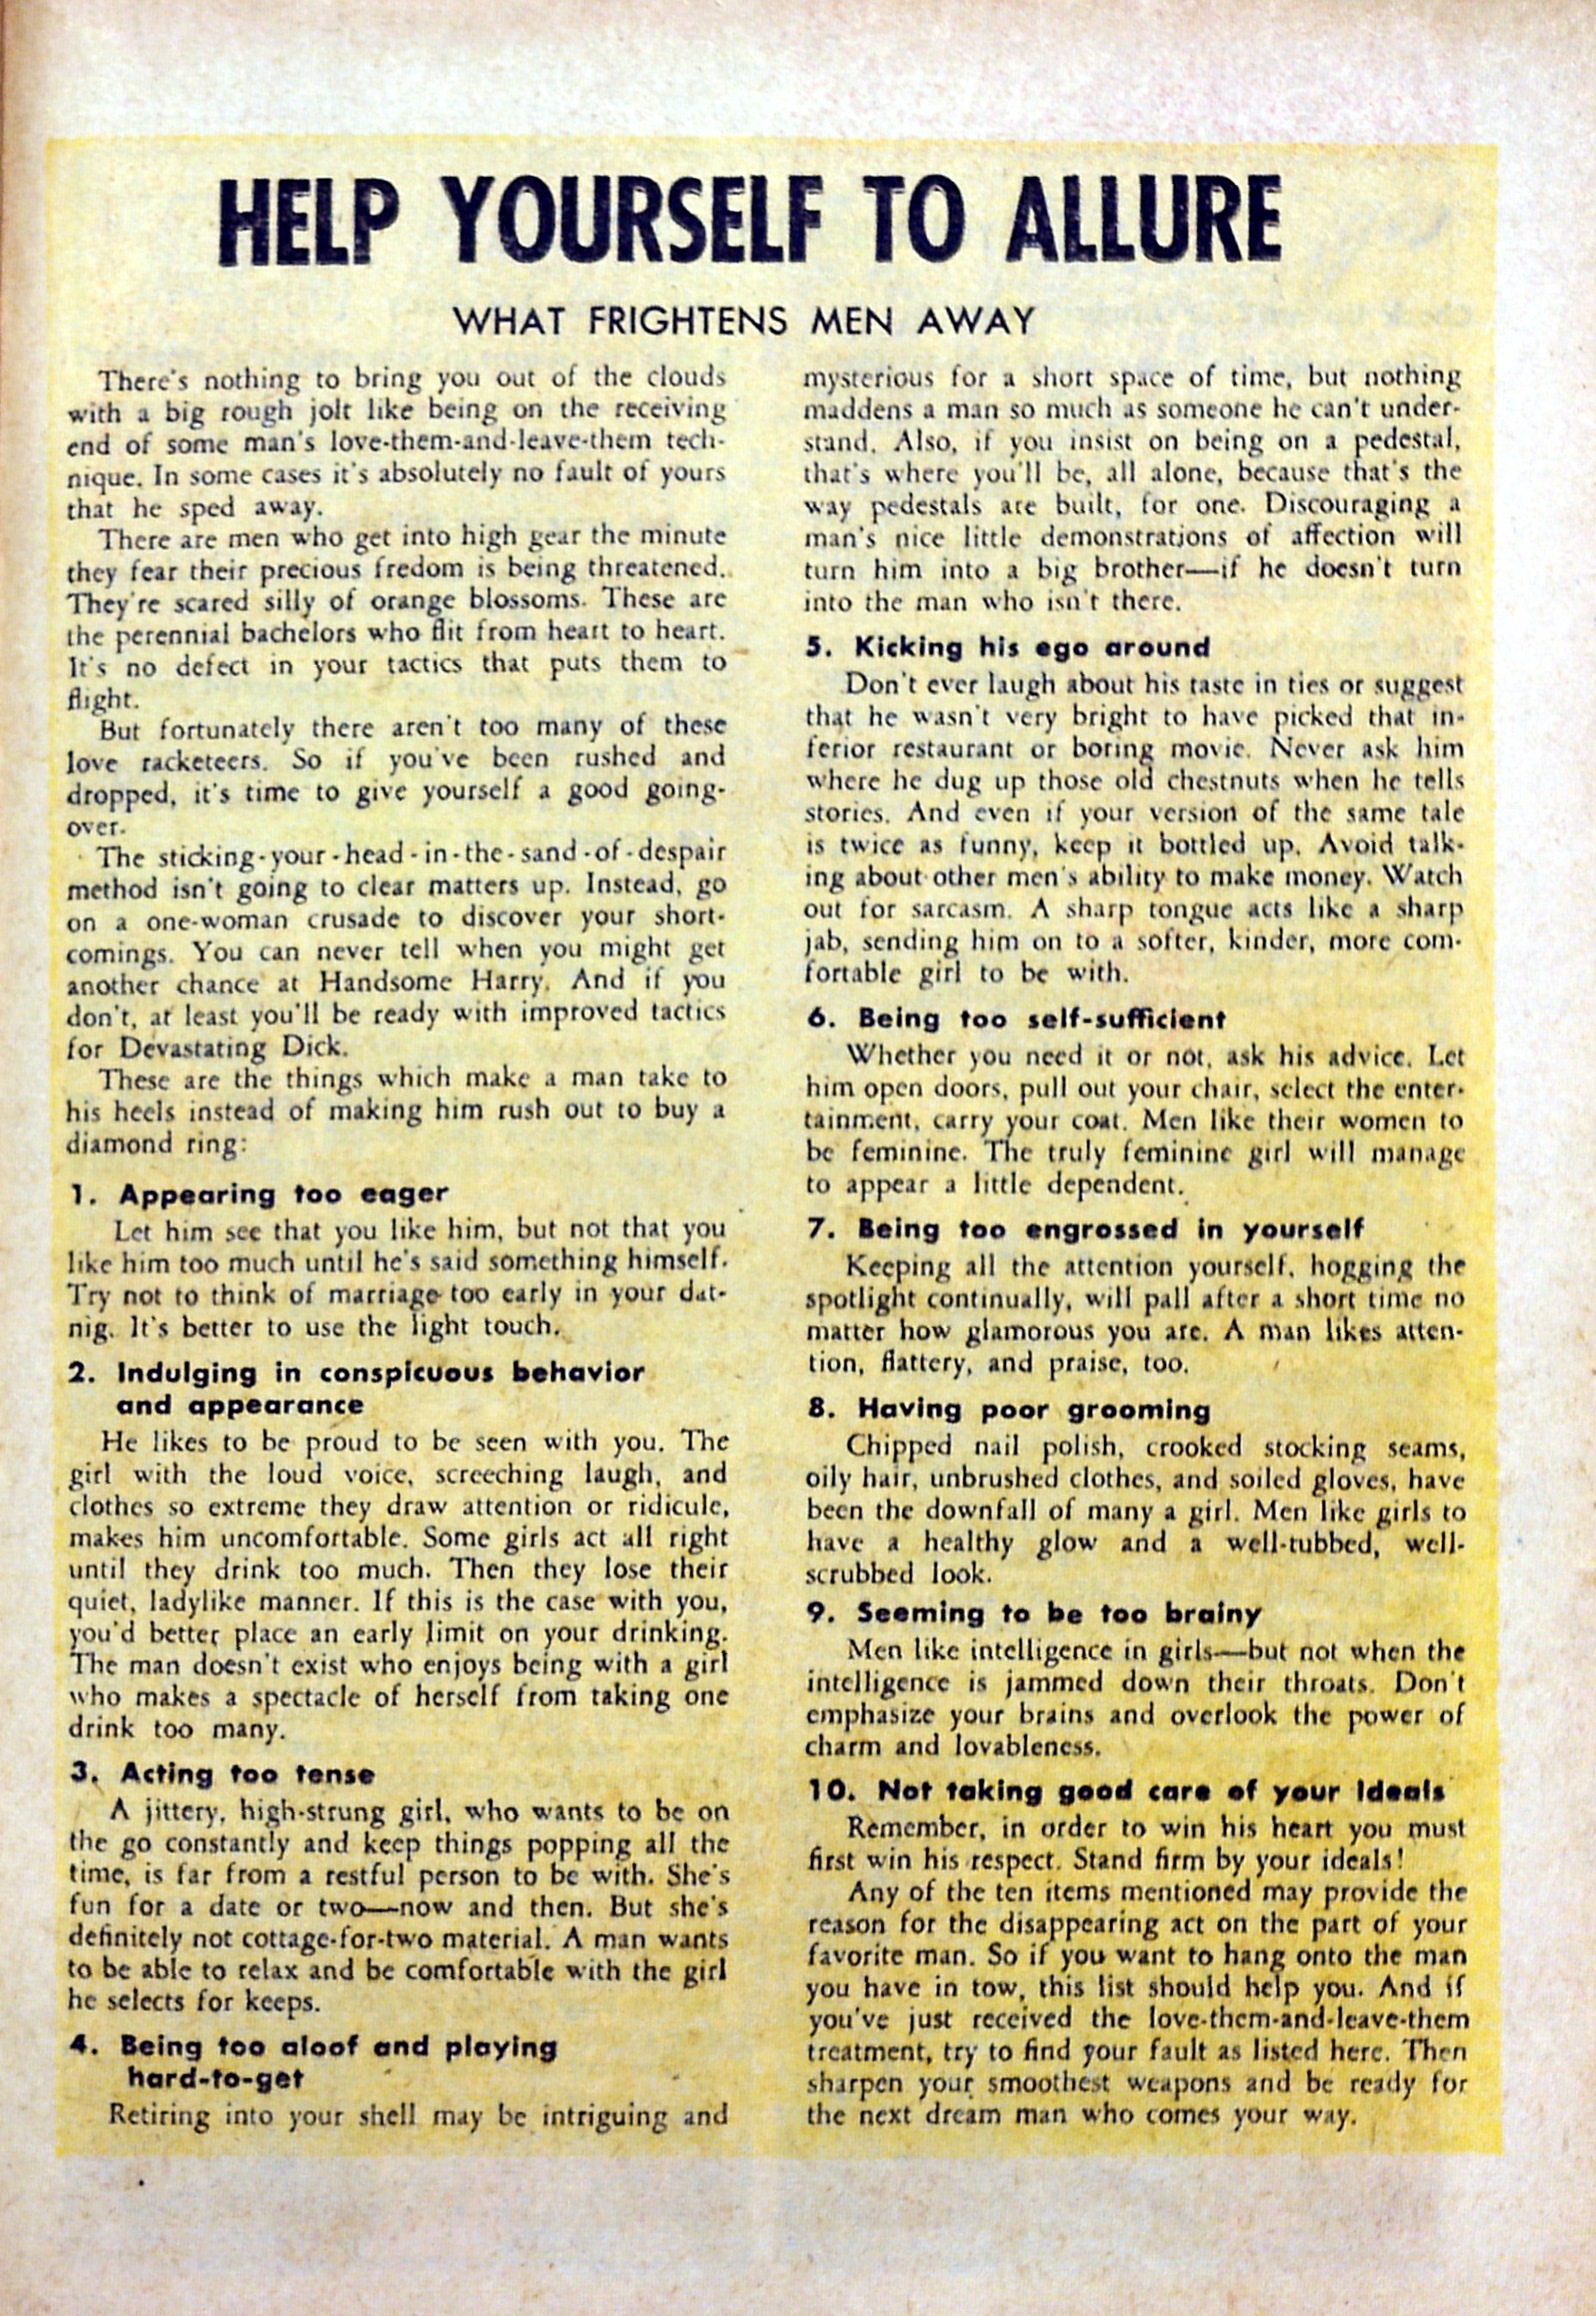 HELP YOURSELF TO ALLURE
WHAT FRIGHTENS MEN AWAY
There's nothing to bring you out of the clouds
with a big rough jolt like being on the receiving
end of some man's love-them-and-leave-them tech-
nique. In some cases it's absolutely no fault of yours
that he sped away.
There are men who get into high gear the minute
they fear their precious fredom is being threatened.
They're scared silly of orange blossoms. These are
the perennial bachelors who flit from heart to heart.
It's no defect in your tactics that puts them to
flight.
But fortunately there aren't too many of these
love racketeers. So if you've been rushed and
dropped, it's time to give yourself a good going-
over.
The sticking-your-head-in-the-sand-of-despair
method isn't going to clear matters up. Instead, go
on a one-woman crusade to discover your short-
comings. You can never tell when you might get
another chance at Handsome Harry. And if you
don't, at least you'll be ready with improved tactics
for Devastating Dick.
These are the things which make a man take to
his heels instead of making him rush out to buy a
diamond ring:
1. Appearing too eager
Let him see that you like him, but not that you
like him too much until he's said something himself.
Try not to think of marriage too early in your dat-
nig. It's better to use the light touch.
2. Indulging in conspicuous behavior
and appearance
He likes to be proud to be seen with you. The
girl with the loud voice, screeching laugh, and
clothes so extreme they draw attention or ridicule,
makes him uncomfortable. Some girls act all right
until they drink too much. Then they lose their
quiet, ladylike manner. If this is the case with you,
you'd better place an early limit on your drinking.
The man doesn't exist who enjoys being with a girl
who makes a spectacle of herself from taking one
drink too many.
3. Acting too tense
A jittery, high-strung girl, who wants to be on
the go constantly and keep things popping all the
time, is far from a restful person to be with. She's
fun for a date or two—now and then. But she's
definitely not cottage-for-two material. A man wants
to be able to relax and be comfortable with the girl
he selects for keeps.
4. Being too aloof and playing
hard-to-get
Retiring into your shell may be intriguing and
mysterious for a short space of time, but nothing
maddens a man so much as someone he can't under-
stand. Also, if you insist on being on a pedestal,
that's where you'll be, all alone, because that's the
way pedestals are built, for one. Discouraging a
man's nice little demonstrations of affection will
turn him into a big brother—if he doesn't turn
into the man who isn't there.
5. Kicking his ego around
Don't ever laugh about his taste in ties or suggest
that he wasn't very bright to have picked that in-
ferior restaurant or boring movie. Never ask him
where he dug up those old chestnuts when he tells
stories. And even if your version of the same tale
is twice as funny, keep it bottled up. Avoid talk-
ing about other men's ability to make money. Watch
out for sarcasm. A sharp tongue acts like a sharp
jab, sending him on to a softer, kinder, more com-
fortable girl to be with.
6. Being too self-sufficient
Whether you need it or not, ask his advice. Let
him open doors, pull out your chair, select the enter-
tainment, carry your coat. Men like their women to
be feminine. The truly feminine girl will manage
to appear a little dependent.
7. Being too engrossed in yourself
Keeping all the attention yourself, hogging the
spotlight continually, will pall after a short time no
matter how glamorous you are. A man likes atten-
tion, flattery, and praise, too.
8. Having poor grooming
Chipped nail polish, crooked stocking seams,
oily hair, unbrushed clothes, and soiled gloves, have
been the downfall of many a girl. Men like girls to
have a healthy glow and a well-tubbed, well-
scrubbed look.
9. Seeming to be too brainy
Men like intelligence in girls—but not when the
intelligence is jammed down their throats. Don't
emphasize your brains and overlook the power of
charm and lovableness.
10. Not taking good care of your ideals
Remember, in order to win his heart you must
first win his respect. Stand firm by your ideals!
Any of the ten items mentioned may provide the
reason for the disappearing act on the part of your
favorite man. So if you want to hang onto the man
you have in tow, this list should help you. And if
you've just received the love-them-and-leave-them
treatment, try to find your fault as listed here. Then
sharpen your smoothest weapons and be ready for
the next dream man who comes your way.